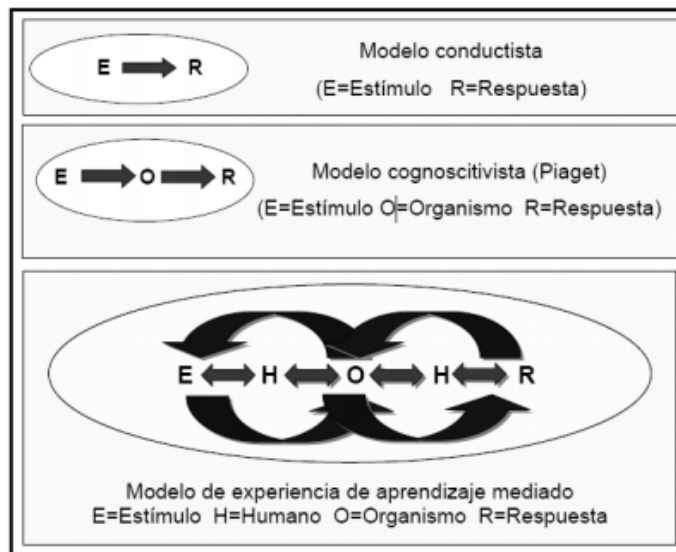 E R
Modelo conductista
(E=Estímulo R=Respuesta)
E O R
Modelo cognoscitivista (Piaget)
(E=Estímulo O=Organismo R=Respuesta)
E H O H R
Modelo de experiencia de aprendizaje mediado
E=Estímulo H=Humano O=Organismo R=Respuesta